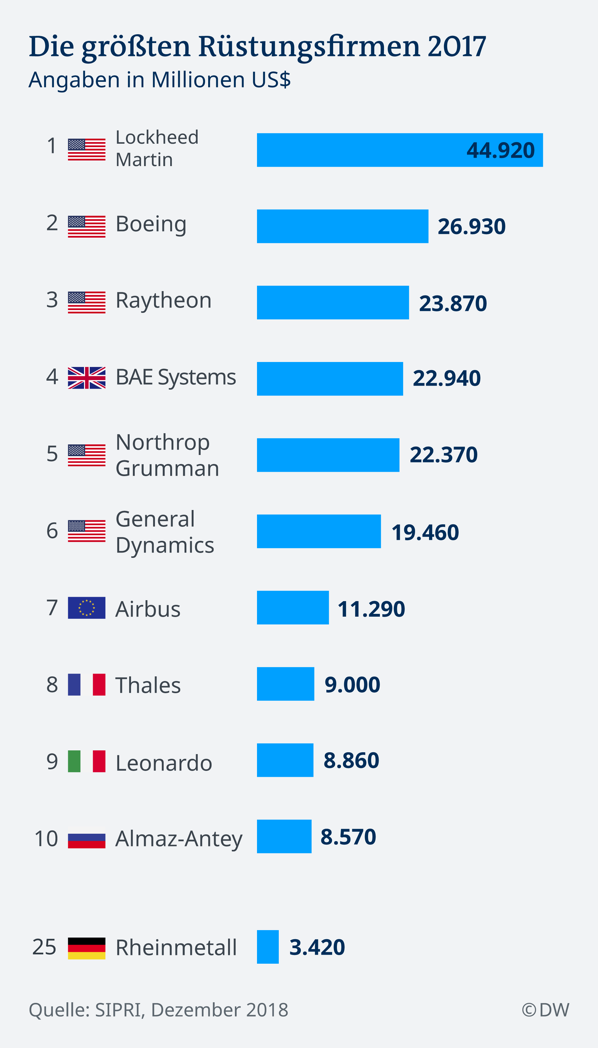 Die größten Rüstungsfirmen 2017
Angaben in Millionen US$
1 Lockheed
Martin 44.920
2 Boeing 26.930
3 Raytheon 23.870
4 BAE Systems 22.940
5 Northrop
Grumman 22.370
6 General
Dynamics 19.460
7 Airbus 11.290
8 Thales 9.000
9 Leonardo 8.860
10 Almaz-Antey 8.570
25 Rheinmetall 3.420
Quelle: SIPRI, Dezember 2018 ©DW